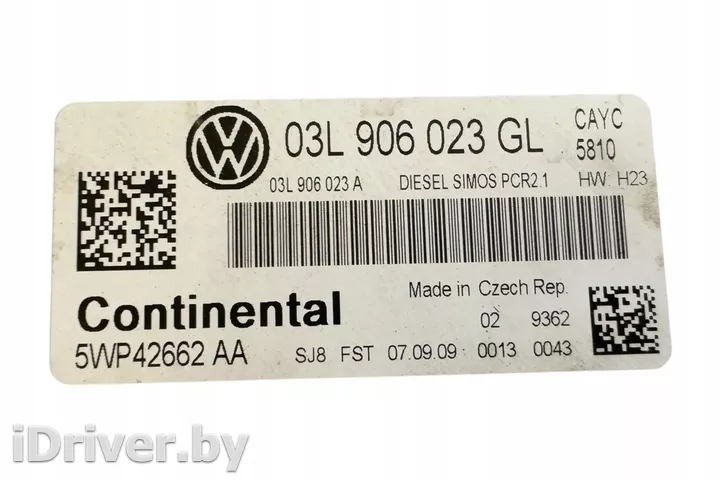 03L 906 023 GL
CAYC
5810
03L 906 023 A DIESEL SIMOS PCR2.1 HW: H23
Continental
Made in Czech Rep.
02 9362
5WP42662 AA SJ8 FST 07.09.09 0013 0043
iDriver.by